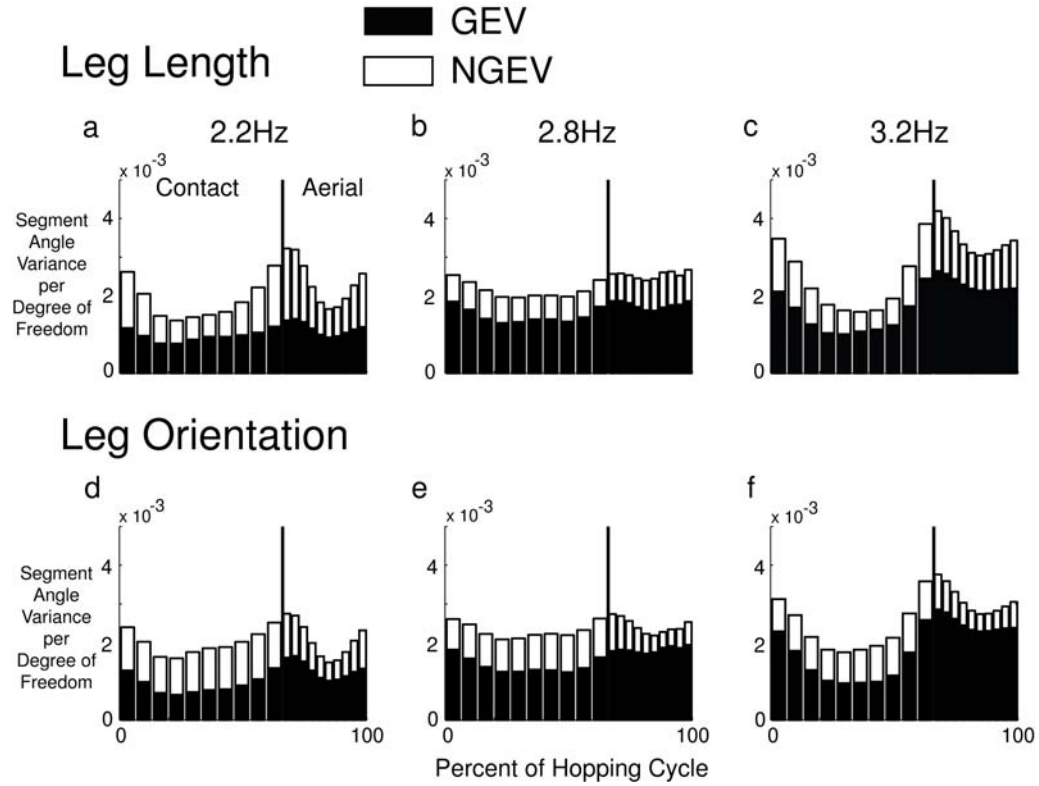 GEV
NGEV
Leg Length
a 2.2Hz b 2.8Hz c 3.2Hz
x 10⁻³ x 10⁻³ x 10⁻³
Contact Aerial
Segment
Angle
Variance
per
Degree of
Freedom
4 4 4
2 2 2
0 0 0
Leg Orientation
d e f
x 10⁻³ x 10⁻³ x 10⁻³
Segment
Angle
Variance
per
Degree of
Freedom
4 4 4
2 2 2
0 0 0
0 100 0 100 0 100
Percent of Hopping Cycle